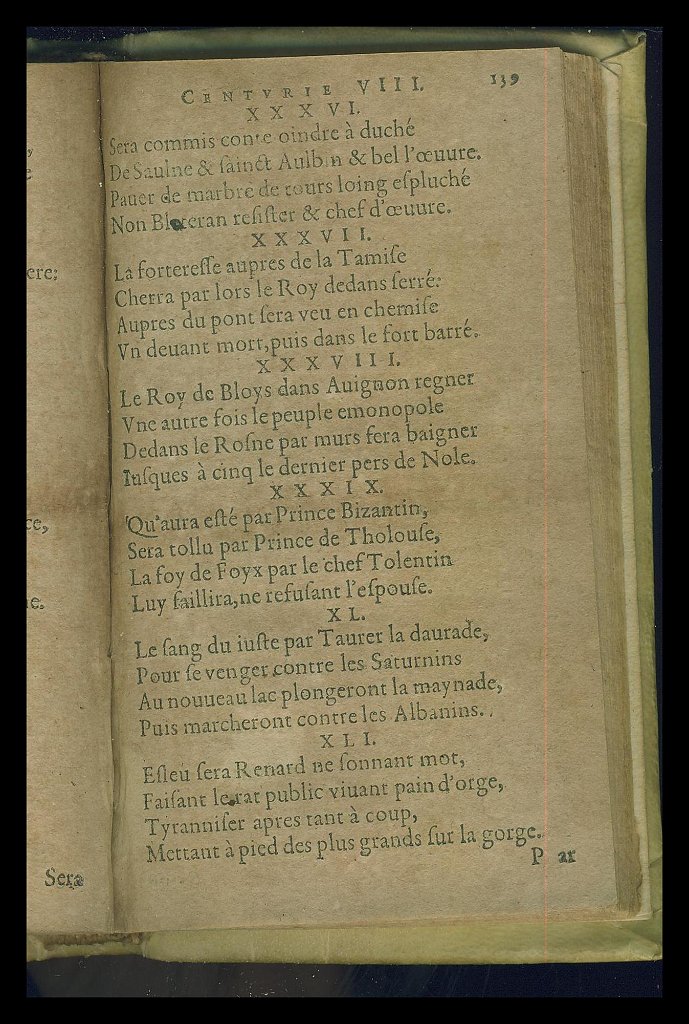 ere:
ce,
e.
Sera
CENTVRIE VIII. 139
XXXVI.
Sera commis conte oindre à duché
De Saulne & ſainct Aulbin & bel l'œuure.
Pauer de marbre de tours loing eſpluché
Non Bleteran reſiſter & chef d'œuure.
XXXVII.
La fortereſſe aupres de la Tamiſe
Cherra par lors le Roy dedans ſerré:
Aupres du pont ſera veu en chemiſe
Vn deuant mort, puis dans le fort barré.
XXXVIII.
Le Roy de Bloys dans Auignon regner
Vne autre fois le peuple emonopole
Dedans le Roſne par murs fera baigner
Iuſques à cinq le dernier pers de Nole.
XXXIX.
Qu'aura eſté par Prince Bizantin,
Sera tollu par Prince de Tholouſe,
La foy de Foyx par le chef Tolentin
Luy faillira, ne refuſant l'eſpouſe.
XL.
Le ſang du iuſte par Taurer la daurade,
Pour ſe venger contre les Saturnins
Au nouueau lac plongeront la maynade,
Puis marcheront contre les Albanins.
XLI.
Eſleu ſera Renard ne ſonnant mot,
Faiſant le rat public viuant pain d'orge,
Tyranniſer apres tant à coup,
Mettant à pied des plus grands ſur la gorge.
P ar